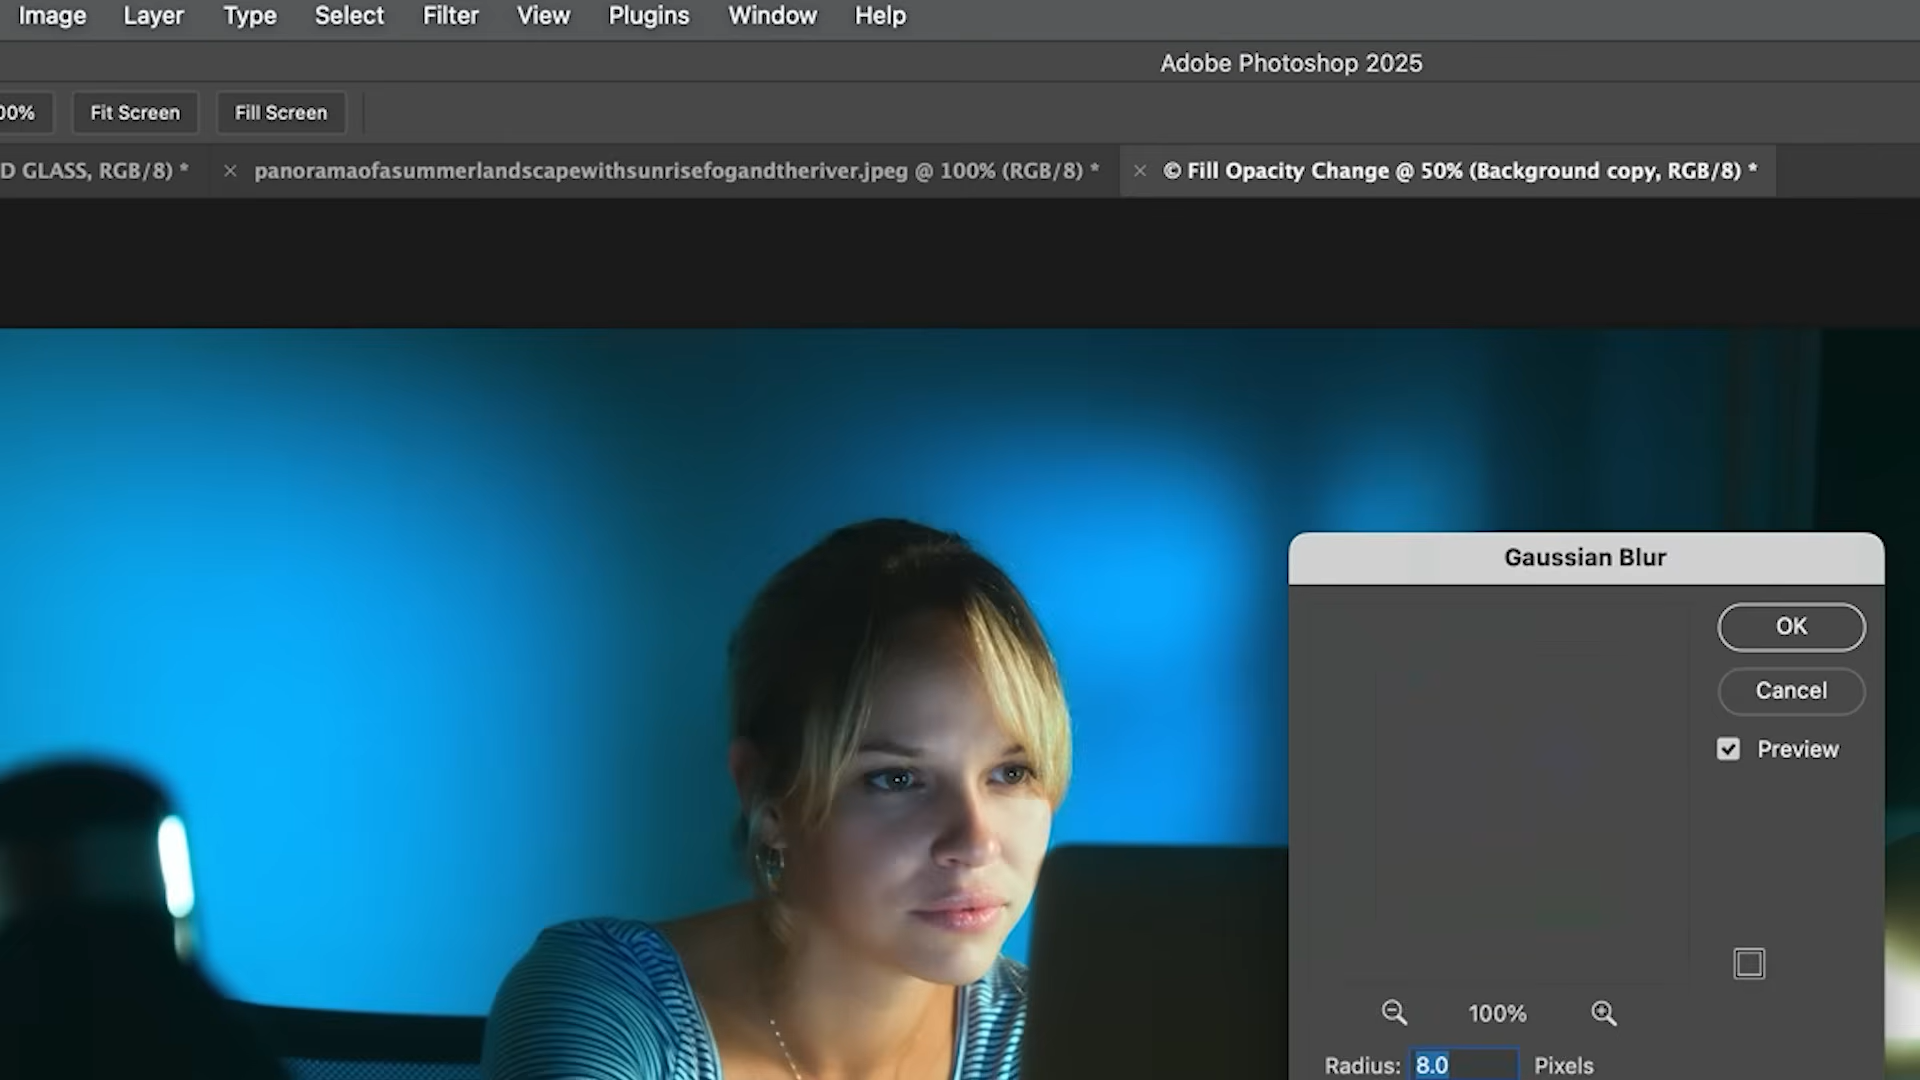 Image Layer Type Select Filter View Plugins Window Help
Adobe Photoshop 2025
00% Fit Screen Fill Screen
D GLASS, RGB/8) * × panoramaofasummerlandscapewithsunrisefogandtheriver.jpeg @ 100% (RGB/8) * × © Fill Opacity Change @ 50% (Background copy, RGB/8) *
Gaussian Blur
OK
Cancel
Preview
100%
Radius: 8.0 Pixels